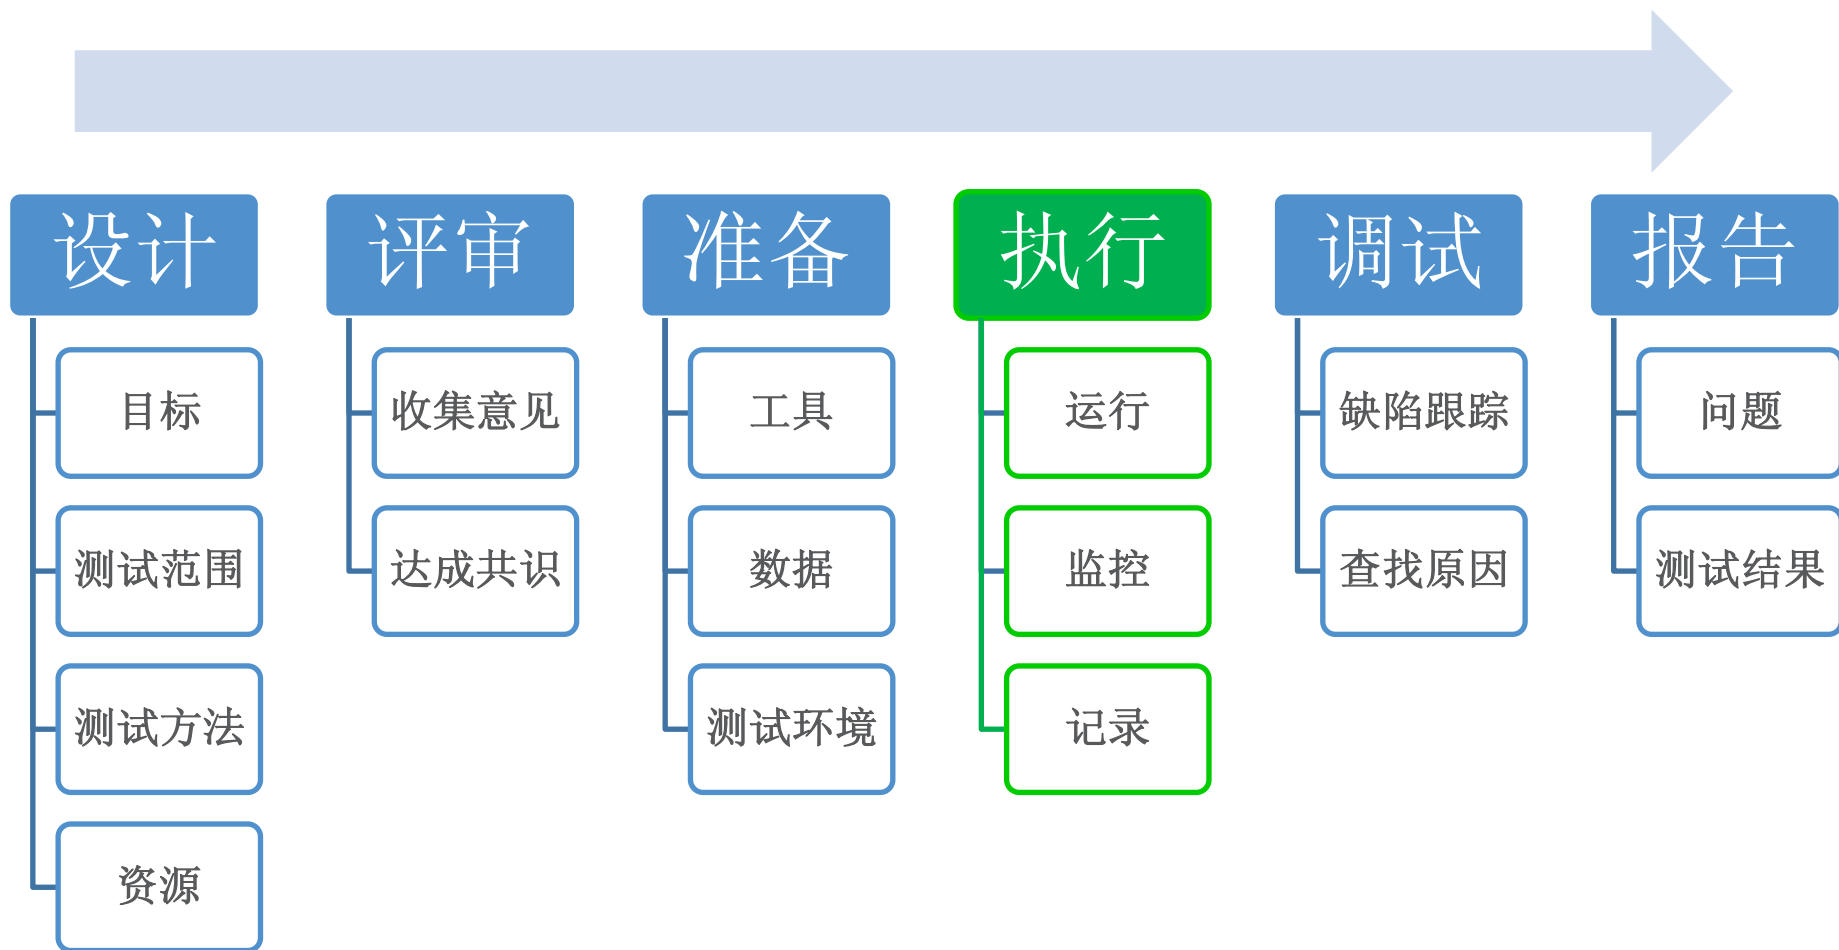 设计
目标
测试范围
测试方法
资源
评审
收集意见
达成共识
准备
工具
数据
测试环境
执行
运行
监控
记录
调试
缺陷跟踪
查找原因
报告
问题
测试结果